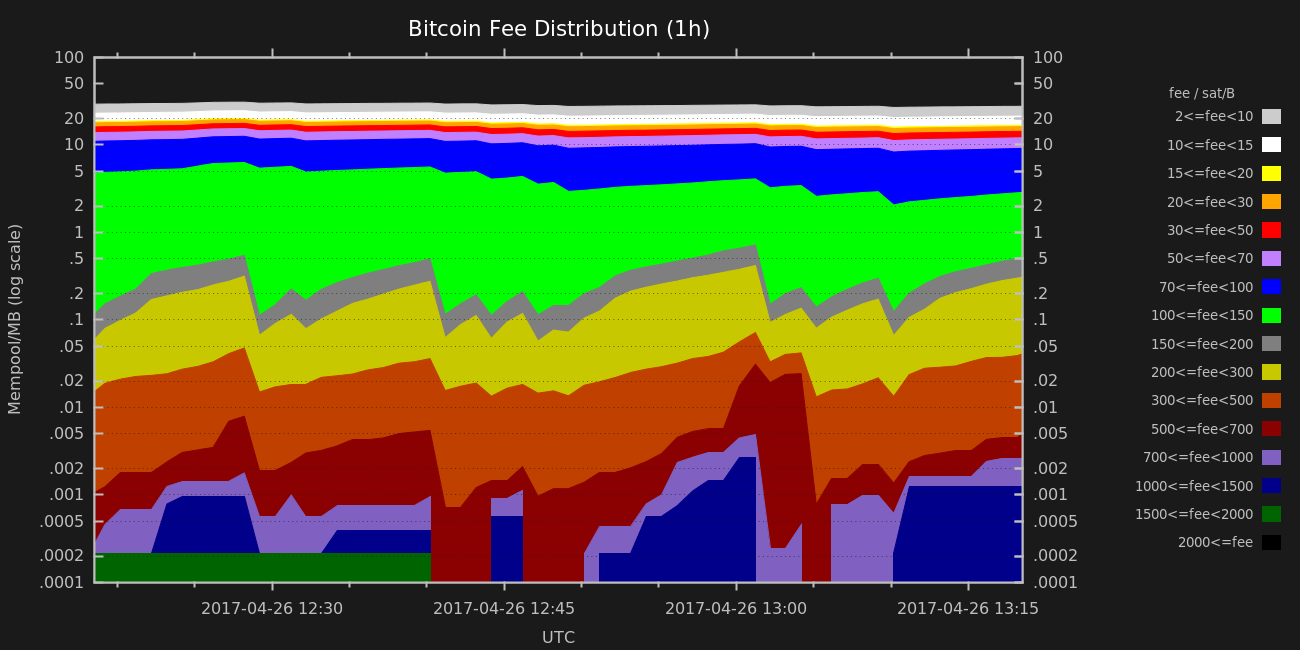 Bitcoin Fee Distribution (1h)
Mempool/MB (log scale)
100
50
20
10
5
2
1
.5
.2
.1
.05
.02
.01
.005
.002
.001
.0005
.0002
.0001
100
50
20
10
5
2
1
.5
.2
.1
.05
.02
.01
.005
.002
.001
.0005
.0002
.0001
2017-04-26 12:30
2017-04-26 12:45
2017-04-26 13:00
2017-04-26 13:15
UTC
fee / sat/B
2<=fee<10
10<=fee<15
15<=fee<20
20<=fee<30
30<=fee<50
50<=fee<70
70<=fee<100
100<=fee<150
150<=fee<200
200<=fee<300
300<=fee<500
500<=fee<700
700<=fee<1000
1000<=fee<1500
1500<=fee<2000
2000<=fee